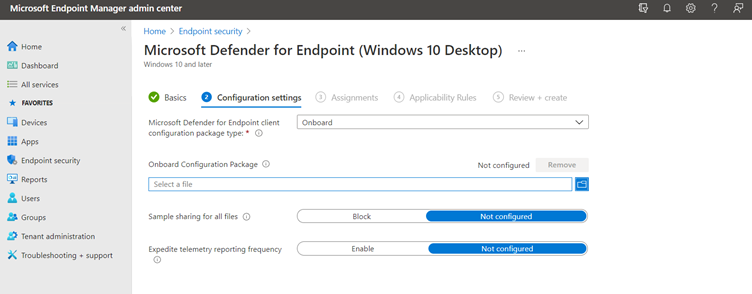 Microsoft Endpoint Manager admin center
Home
Dashboard
All services
FAVORITES
Devices
Apps
Endpoint security
Reports
Users
Groups
Tenant administration
Troubleshooting + support
Home > Endpoint security >
Microsoft Defender for Endpoint (Windows 10 Desktop) ...
Windows 10 and later
Basics 2 Configuration settings 3 Assignments 4 Applicability Rules 5 Review + create
Microsoft Defender for Endpoint client
configuration package type: *
Onboard
Onboard Configuration Package Not configured Remove
Select a file
Sample sharing for all files Block Not configured
Expedite telemetry reporting frequency Enable Not configured